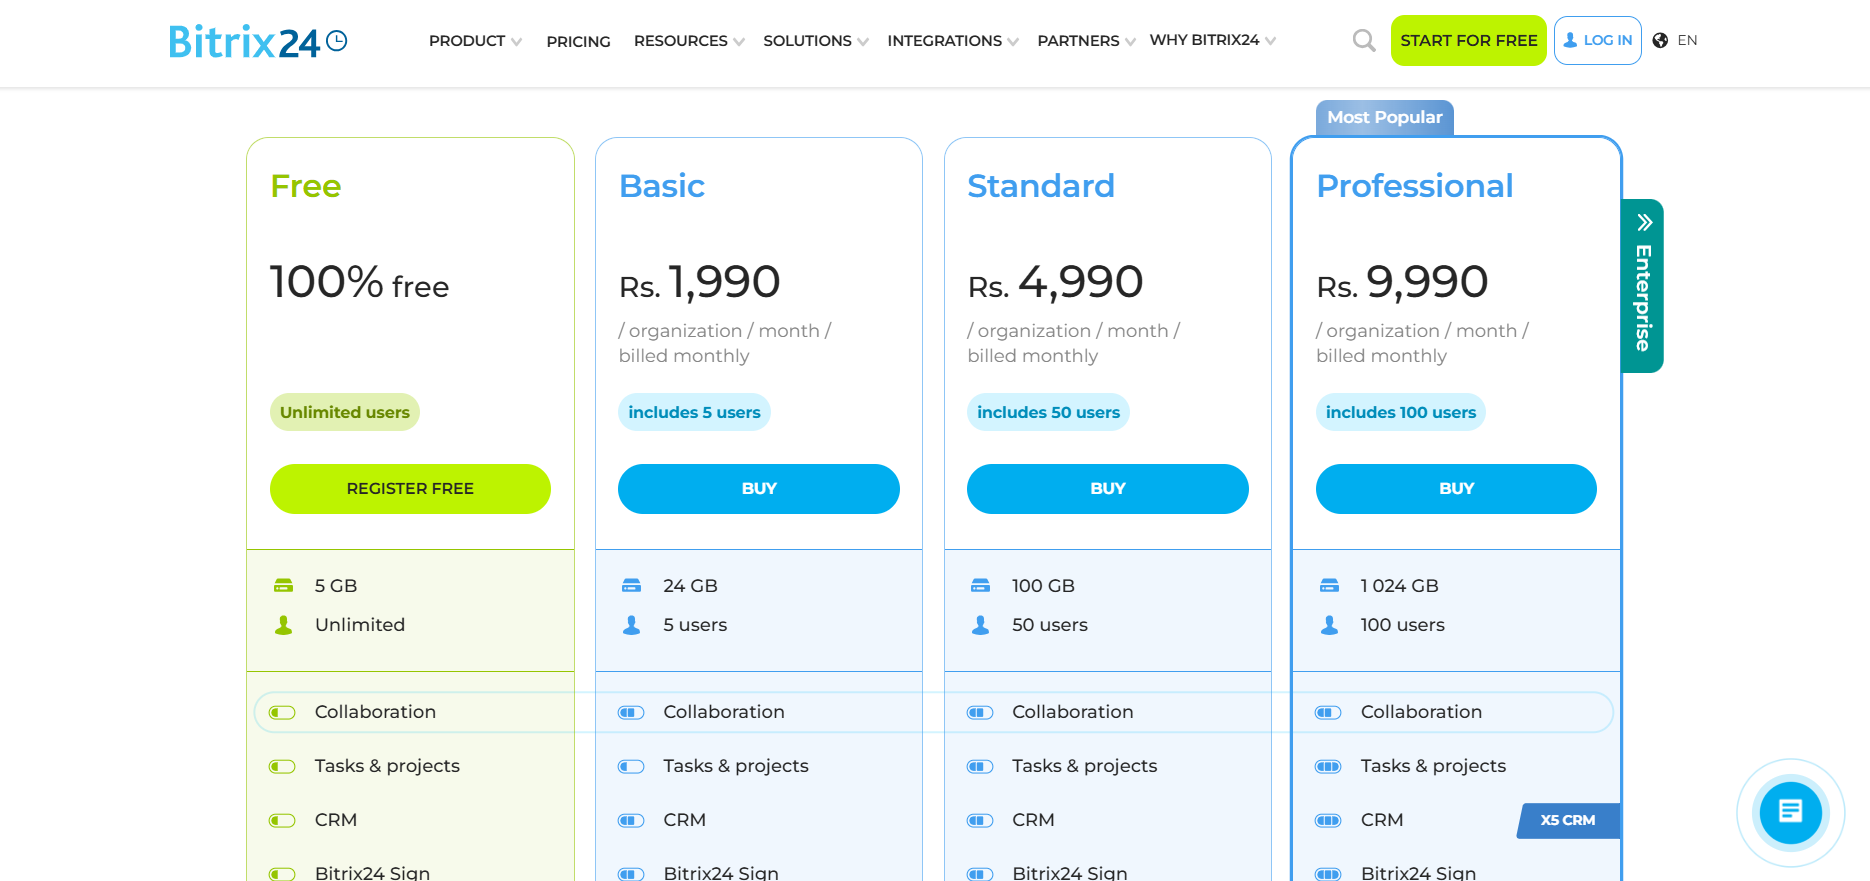 Bitrix24
PRODUCT PRICING RESOURCES SOLUTIONS INTEGRATIONS PARTNERS WHY BITRIX24 START FOR FREE LOG IN EN
Most Popular
Free
100% free
Unlimited users
REGISTER FREE
5 GB
Unlimited
Collaboration
Tasks & projects
CRM
Bitrix24 Sign
Basic
Rs. 1,990
/ organization / month /
billed monthly
includes 5 users
BUY
24 GB
5 users
Collaboration
Tasks & projects
CRM
Bitrix24 Sign
Standard
Rs. 4,990
/ organization / month /
billed monthly
includes 50 users
BUY
100 GB
50 users
Collaboration
Tasks & projects
CRM
Bitrix24 Sign
Professional
Rs. 9,990
/ organization / month /
billed monthly
includes 100 users
BUY
1 024 GB
100 users
Collaboration
Tasks & projects
CRM
X5 CRM
Bitrix24 Sign
Enterprise